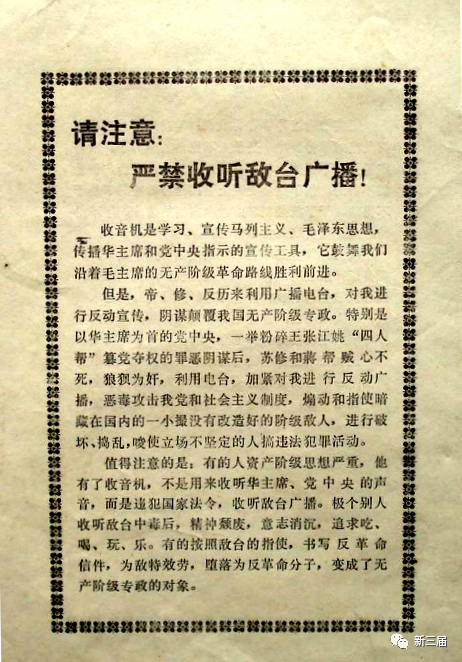 请注意：
严禁收听敌台广播！
收音机是学习、宣传马列主义、毛泽东思想，
传播华主席和党中央指示的宣传工具，它鼓舞我们
沿着毛主席的无产阶级革命路线胜利前进。
但是，帝、修、反历来利用广播电台，对我进
行反动宣传，阴谋颠覆我国无产阶级专政。特别是
以华主席为首的党中央，一举粉碎王张江姚“四人
帮”篡党夺权的罪恶阴谋后，苏修和蒋帮贼心不
死，狼狈为奸，利用电台，加紧对我进行反动广
播，恶毒攻击我党和社会主义制度，煽动和指使暗
藏在国内的一小撮没有改造好的阶级敌人，进行破
坏、捣乱，唆使立场不坚定的人搞违法犯罪活动。
值得注意的是：有的人资产阶级思想严重，他
有了收音机，不是用来收听华主席、党中央的声
音，而是违犯国家法令，收听敌台广播。极个别人
收听敌台中毒后，精神颓废，意志消沉，追求吃、
喝、玩、乐。有的按照敌台的指使，书写反革命
信件，为敌特效劳，堕落为反革命分子，变成了无
产阶级专政的对象。
新三届